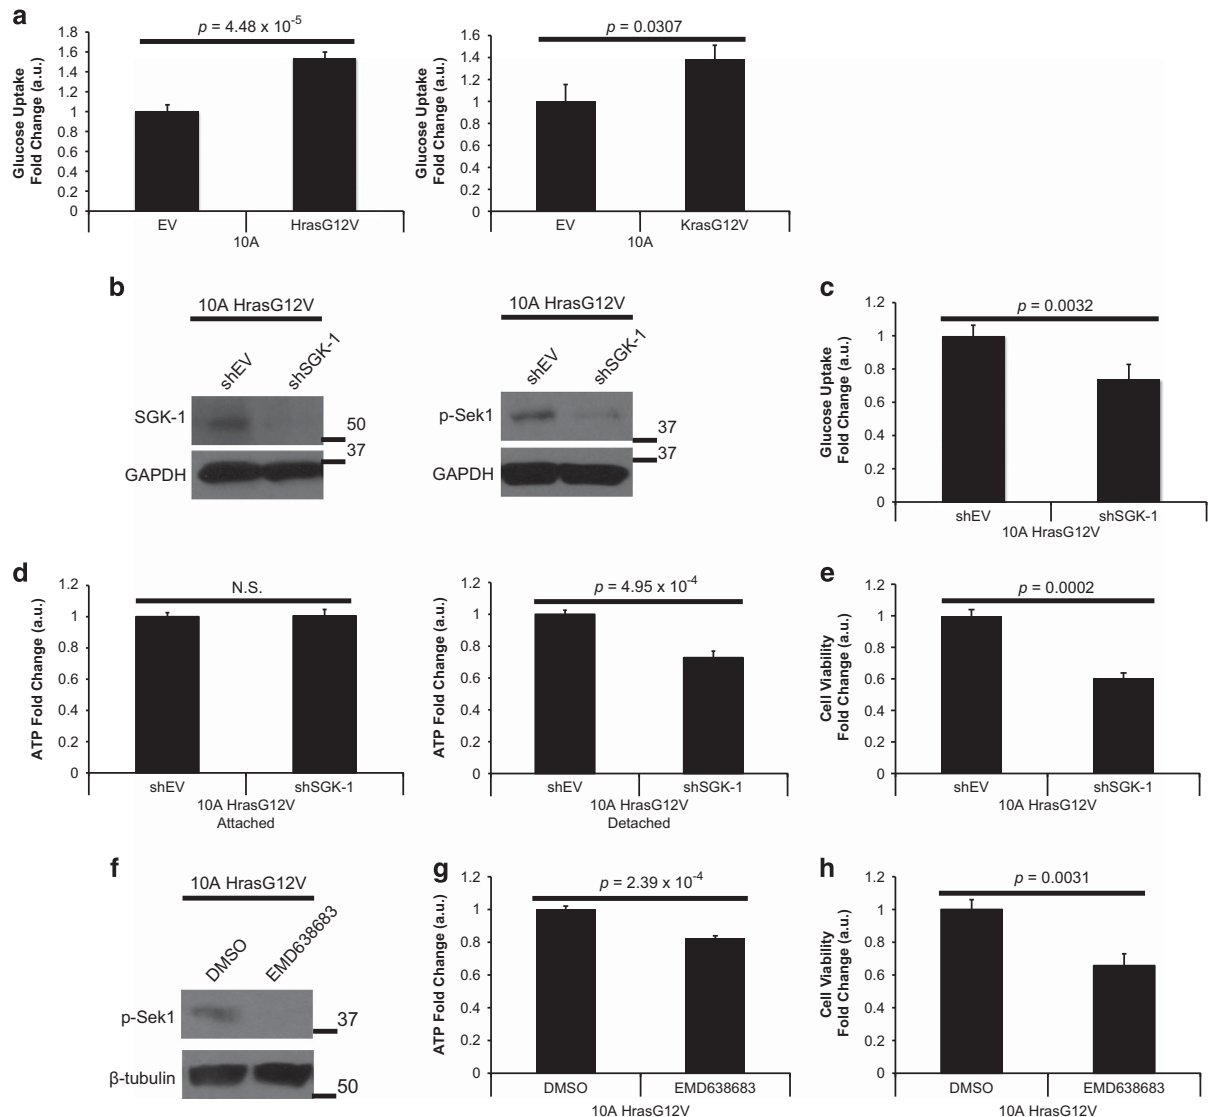 a
p = 4.48 x 10-5
Glucose Uptake
Fold Change (a.u.)
1.8
1.6
1.4
1.2
1
0.8
0.6
0.4
0.2
0
EV
HrasG12V
10A
p = 0.0307
Glucose Uptake
Fold Change (a.u.)
1.6
1.4
1.2
1
0.8
0.6
0.4
0.2
0
EV
KrasG12V
10A
b
10A HrasG12V
shEV
shSGK-1
SGK-1
50
37
GAPDH
10A HrasG12V
shEV
shSGK-1
p-Sek1
37
37
GAPDH
c
p = 0.0032
Glucose Uptake
Fold Change (a.u.)
1.2
1
0.8
0.6
0.4
0.2
0
shEV
shSGK-1
10A HrasG12V
d
N.S.
ATP Fold Change (a.u.)
1.2
1
0.8
0.6
0.4
0.2
0
shEV
shSGK-1
10A HrasG12V
Attached
p = 4.95 x 10-4
ATP Fold Change (a.u.)
1.2
1
0.8
0.6
0.4
0.2
0
shEV
shSGK-1
10A HrasG12V
Detached
e
p = 0.0002
Cell Viability
Fold Change (a.u.)
1.2
1
0.8
0.6
0.4
0.2
0
shEV
shSGK-1
10A HrasG12V
f
10A HrasG12V
DMSO
EMD638683
p-Sek1
37
β-tubulin
50
g
p = 2.39 x 10-4
ATP Fold Change (a.u.)
1.2
1
0.8
0.6
0.4
0.2
0
DMSO
EMD638683
10A HrasG12V
h
p = 0.0031
Cell Viability
Fold Change (a.u.)
1.2
1
0.8
0.6
0.4
0.2
0
DMSO
EMD638683
10A HrasG12V